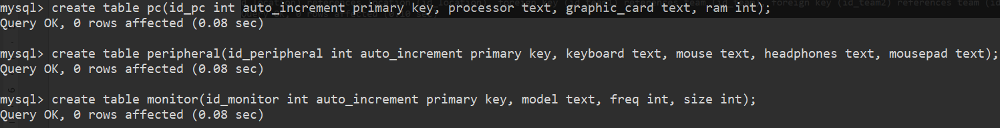 mysql> create table pc(id_pc int auto_increment primary key, processor text, graphic_card text, ram int);
Query OK, 0 rows affected (0.08 sec)
mysql> create table peripheral(id_peripheral int auto_increment primary key, keyboard text, mouse text, headphones text, mousepad text);
Query OK, 0 rows affected (0.08 sec)
mysql> create table monitor(id_monitor int auto_increment primary key, model text, freq int, size int);
Query OK, 0 rows affected (0.08 sec)